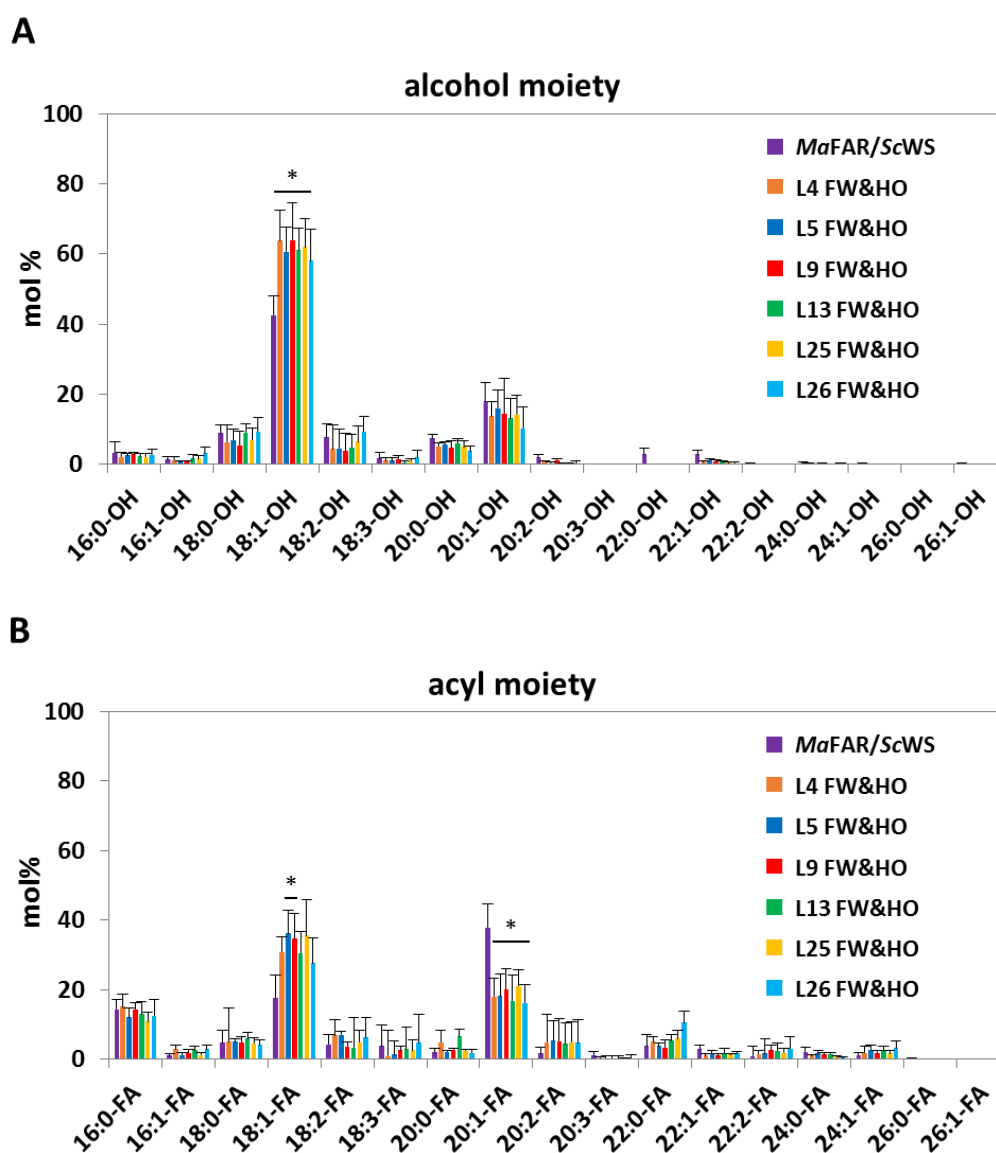 A
alcohol moiety
100
80
60
40
20
0
mol %
*
MaFAR/ScWS
L4 FW&HO
L5 FW&HO
L9 FW&HO
L13 FW&HO
L25 FW&HO
L26 FW&HO
16:0-OH
16:1-OH
18:0-OH
18:1-OH
18:2-OH
18:3-OH
20:0-OH
20:1-OH
20:2-OH
20:3-OH
22:0-OH
22:1-OH
22:2-OH
24:0-OH
24:1-OH
26:0-OH
26:1-OH
B
acyl moiety
100
80
60
40
20
0
mol%
*
*
MaFAR/ScWS
L4 FW&HO
L5 FW&HO
L9 FW&HO
L13 FW&HO
L25 FW&HO
L26 FW&HO
16:0-FA
16:1-FA
18:0-FA
18:1-FA
18:2-FA
18:3-FA
20:0-FA
20:1-FA
20:2-FA
20:3-FA
22:0-FA
22:1-FA
22:2-FA
24:0-FA
24:1-FA
26:0-FA
26:1-FA